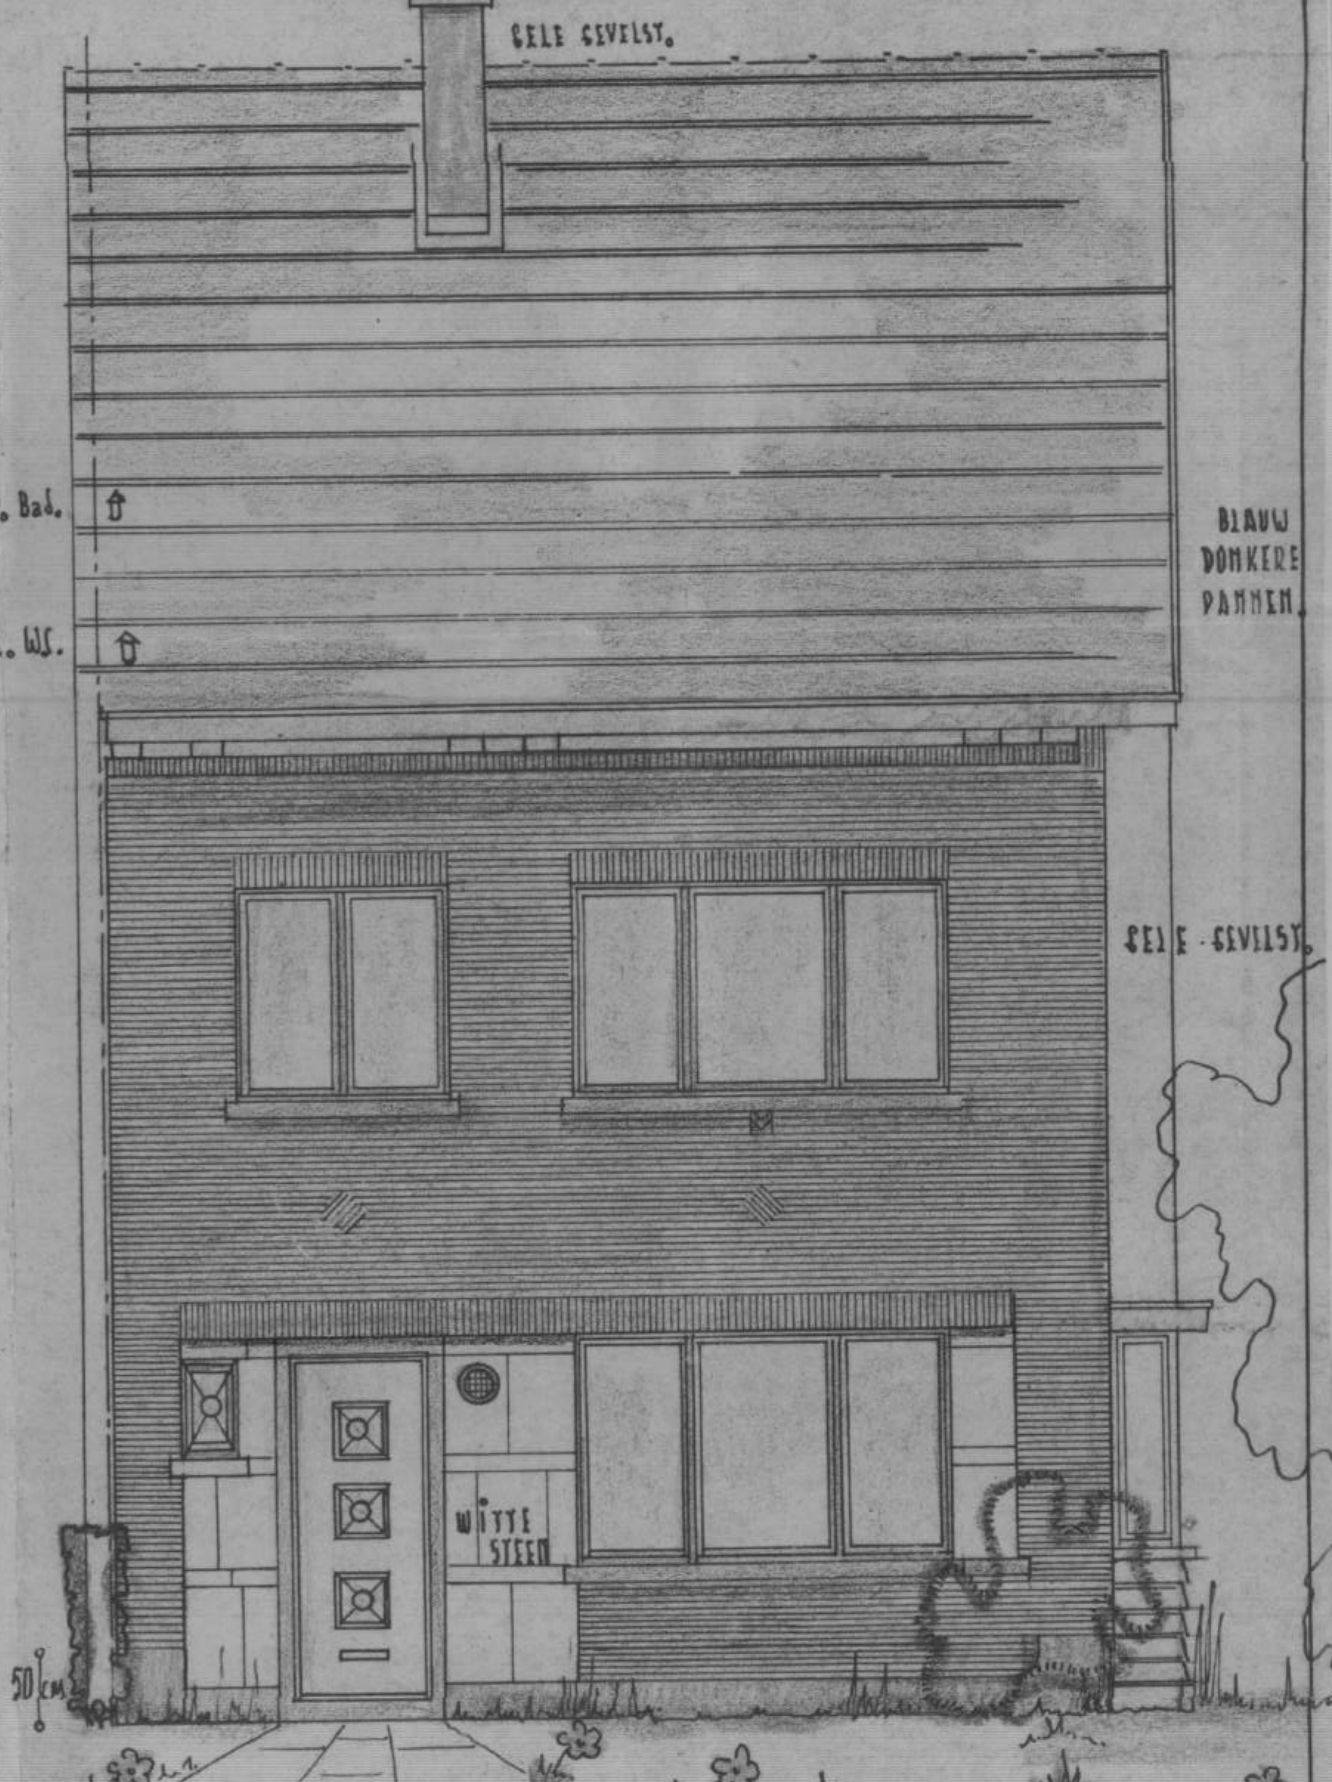 GELE GEVELST.
. Bad.
. WS.
BLAUW
DONKERE
PANNEN.
GELE GEVELST.
WITTE
STEEN
50 cm